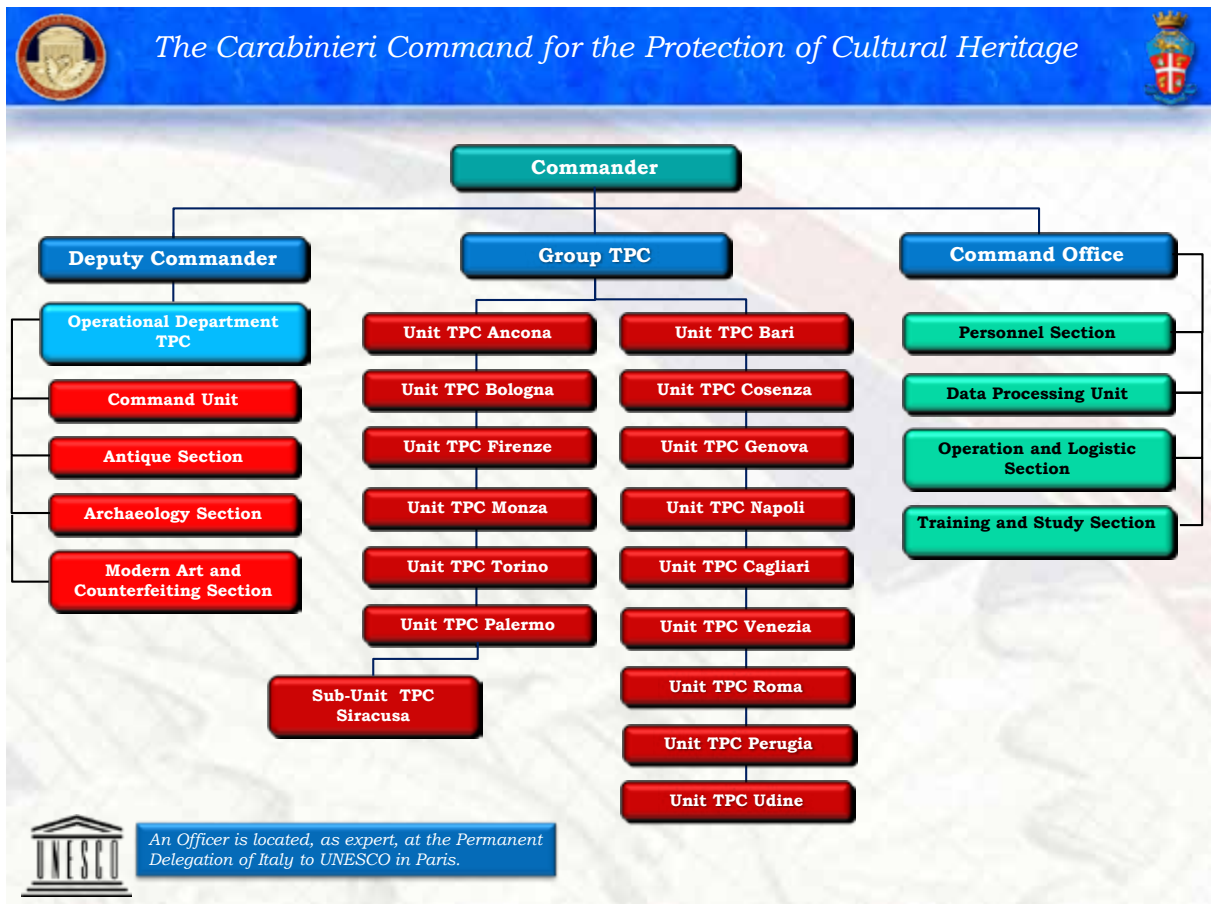 The Carabinieri Command for the Protection of Cultural Heritage
Commander
Deputy Commander
Group TPC
Command Office
Operational Department
TPC
Command Unit
Antique Section
Archaeology Section
Modern Art and
Counterfeiting Section
Unit TPC Ancona
Unit TPC Bologna
Unit TPC Firenze
Unit TPC Monza
Unit TPC Torino
Unit TPC Palermo
Sub-Unit TPC
Siracusa
Unit TPC Bari
Unit TPC Cosenza
Unit TPC Genova
Unit TPC Napoli
Unit TPC Cagliari
Unit TPC Venezia
Unit TPC Roma
Unit TPC Perugia
Unit TPC Udine
Personnel Section
Data Processing Unit
Operation and Logistic
Section
Training and Study Section
UNESCO
An Officer is located, as expert, at the Permanent
Delegation of Italy to UNESCO in Paris.